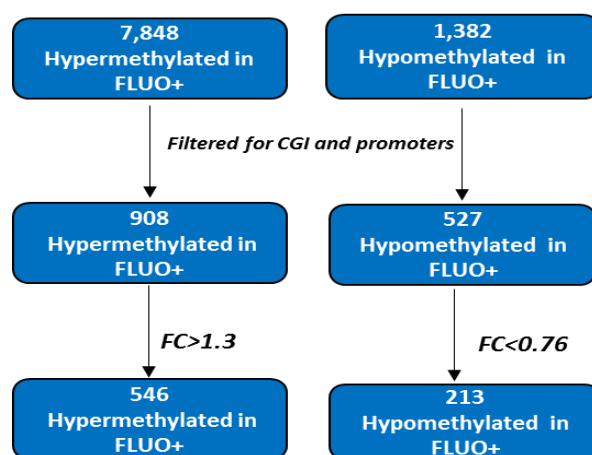 7,848
Hypermethylated in
FLUO+
1,382
Hypomethylated in
FLUO+
Filtered for CGI and promoters
908
Hypermethylated in
FLUO+
527
Hypomethylated in
FLUO+
FC>1.3
FC<0.76
546
Hypermethylated in
FLUO+
213
Hypomethylated in
FLUO+